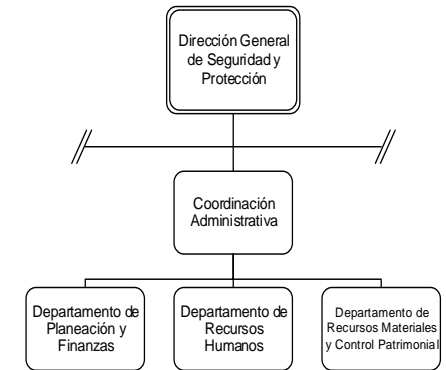 Dirección General
de Seguridad y
Protección
Coordinación
Administrativa
Departamento de
Planeación y
Finanzas
Departamento de
Recursos
Humanos
Departamento de
Recursos Materiales
y Control Patrimonial